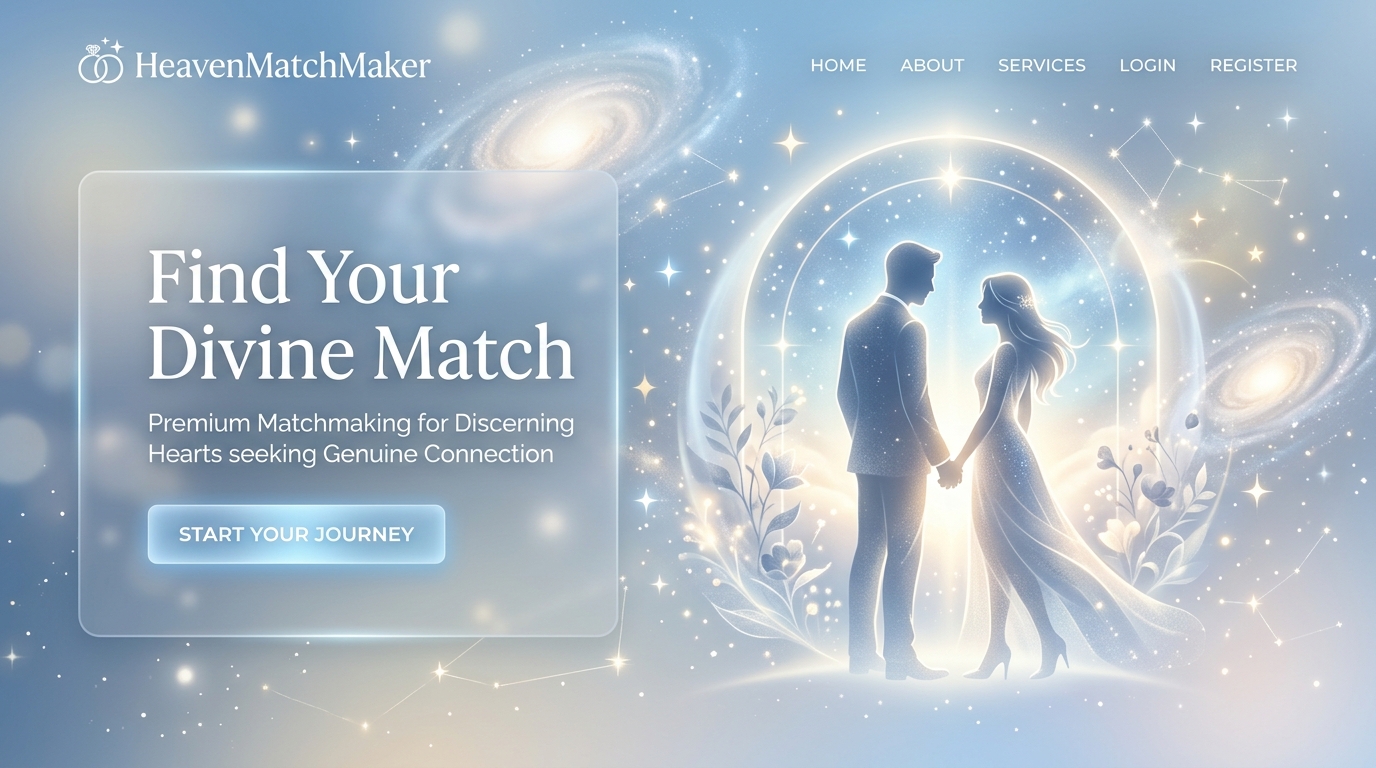 HeavenMatchMaker
HOME ABOUT SERVICES LOGIN REGISTER
Find Your
Divine Match
Premium Matchmaking for Discerning
Hearts seeking Genuine Connection
START YOUR JOURNEY